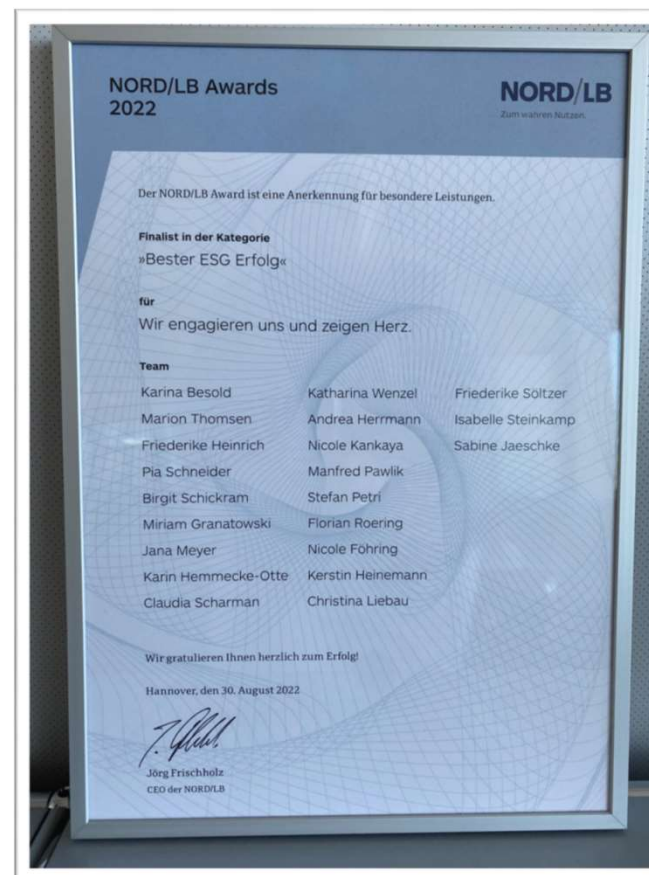 NORD/LB Awards
2022
NORD/LB
Zum wahren Nutzen.
Der NORD/LB Award ist eine Anerkennung für besondere Leistungen.
Finalist in der Kategorie
»Bester ESG Erfolg«
für
Wir engagieren uns und zeigen Herz.
Team
Karina Besold
Marion Thomsen
Friederike Heinrich
Pia Schneider
Birgit Schickram
Miriam Granatowski
Jana Meyer
Karin Hemmecke-Otte
Claudia Scharman
Katharina Wenzel
Andrea Herrmann
Nicole Kankaya
Manfred Pawlik
Stefan Petri
Florian Roering
Nicole Föhring
Kerstin Heinemann
Christina Liebau
Friederike Söltzer
Isabelle Steinkamp
Sabine Jaeschke
Wir gratulieren Ihnen herzlich zum Erfolg!
Hannover, den 30. August 2022
Jörg Frischholz
CEO der NORD/LB